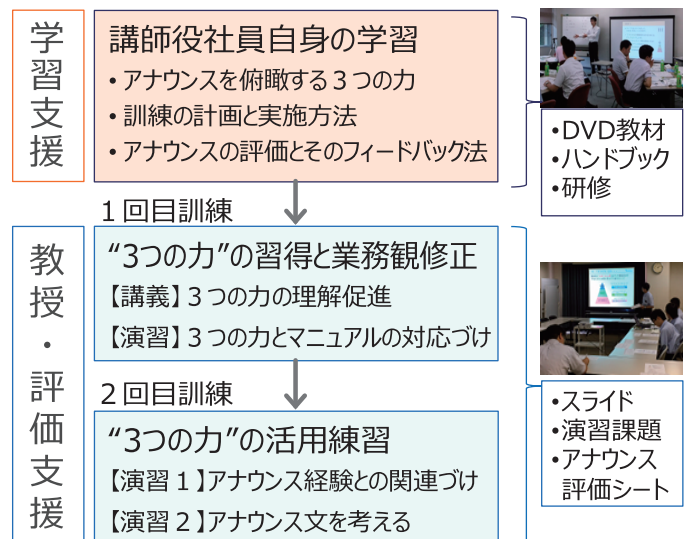 学習支援
講師役社員自身の学習
• アナウンスを俯瞰する３つの力
• 訓練の計画と実施方法
• アナウンスの評価とそのフィードバック法
•DVD教材
•ハンドブック
•研修
１回目訓練
教授・評価支援
“3つの力”の習得と業務観修正
【講義】３つの力の理解促進
【演習】３つの力とマニュアルの対応づけ
２回目訓練
“3つの力”の活用練習
【演習１】アナウンス経験との関連づけ
【演習２】アナウンス文を考える
•スライド
•演習課題
•アナウンス
評価シート